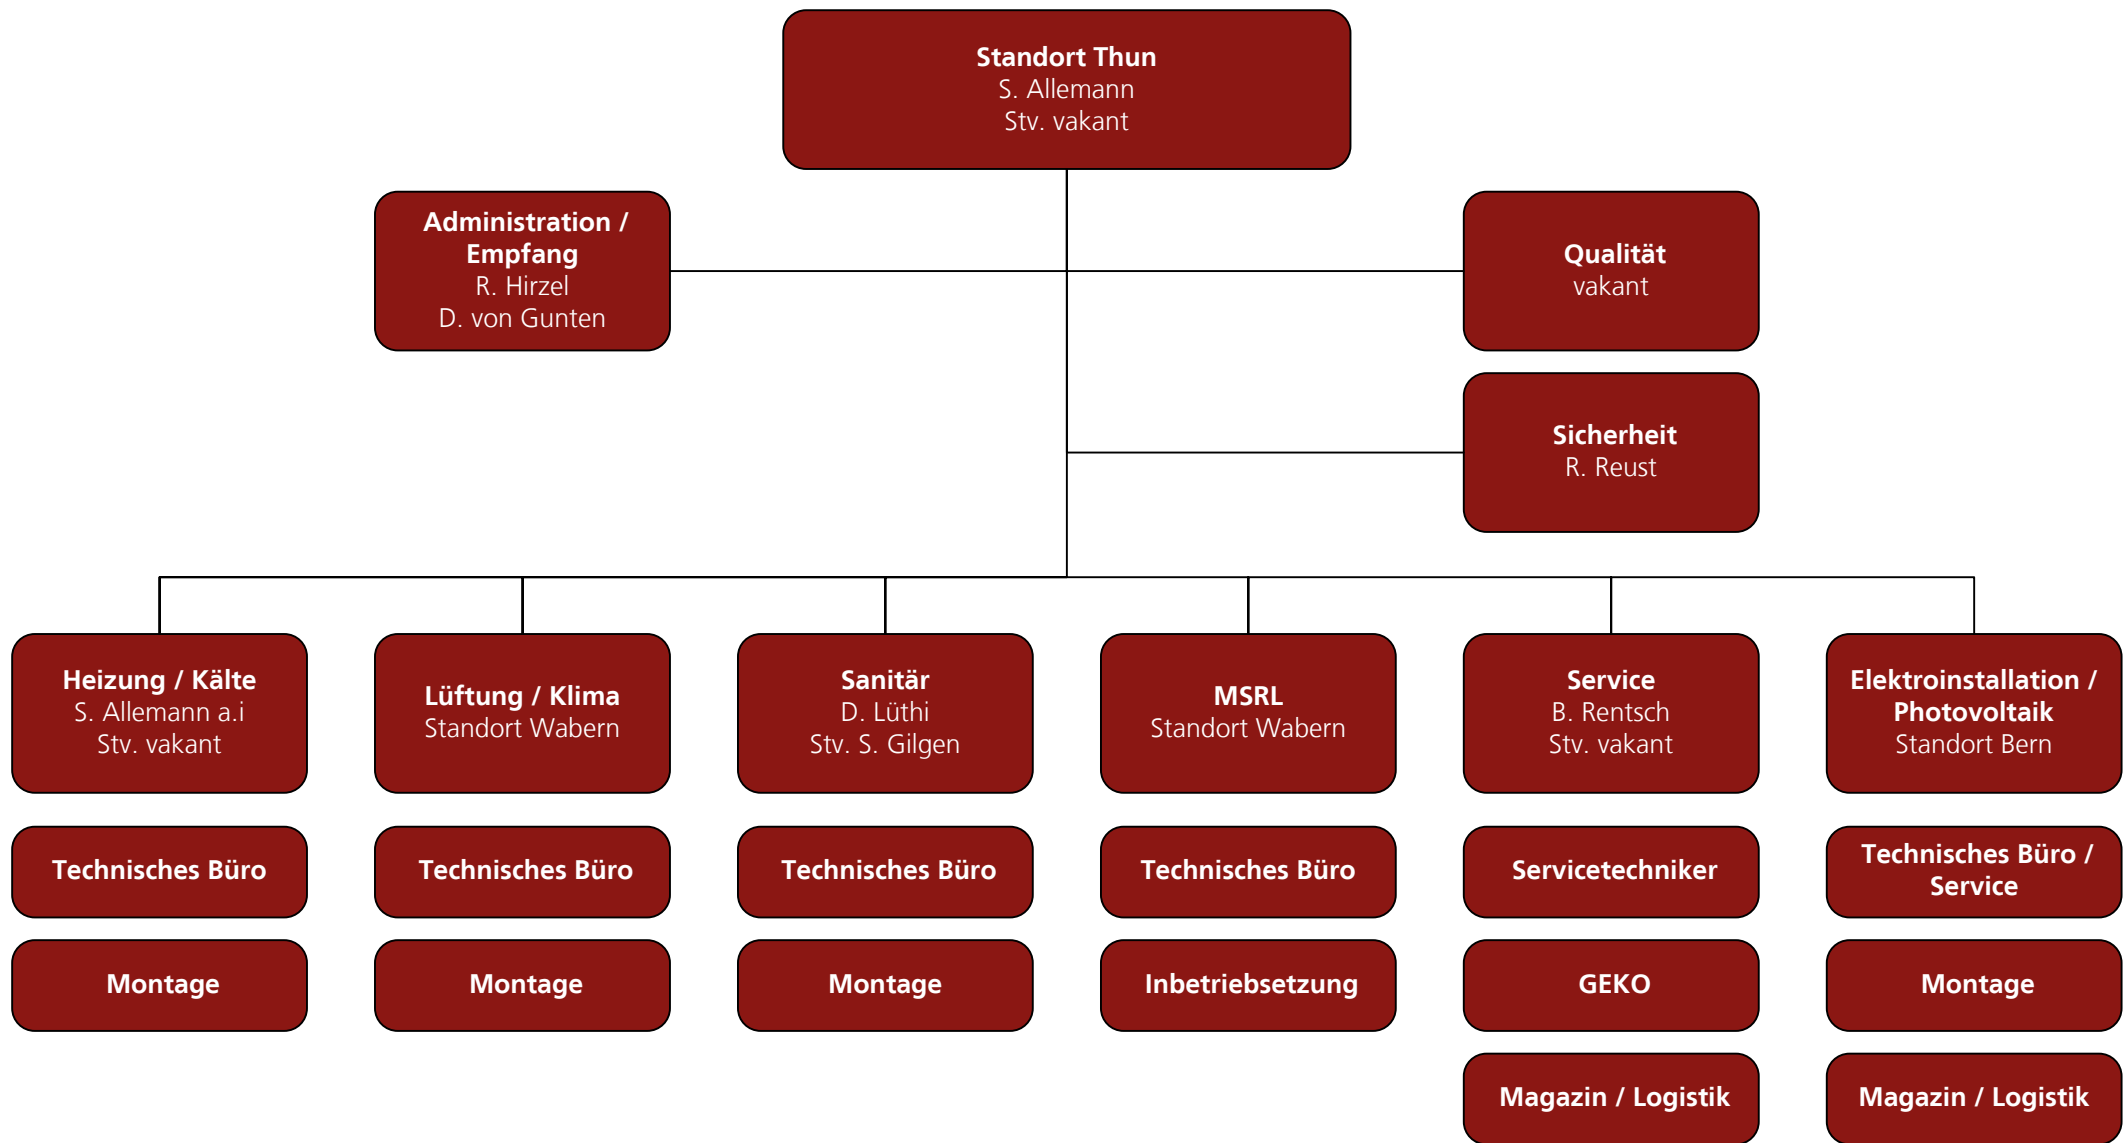 Standort Thun
S. Allemann
Stv. vakant
Administration /
Empfang
R. Hirzel
D. von Gunten
Qualität
vakant
Sicherheit
R. Reust
Heizung / Kälte
S. Allemann a.i
Stv. vakant
Lüftung / Klima
Standort Wabern
Sanitär
D. Lüthi
Stv. S. Gilgen
MSRL
Standort Wabern
Service
B. Rentsch
Stv. vakant
Elektroinstallation /
Photovoltaik
Standort Bern
Technisches Büro
Technisches Büro
Technisches Büro
Technisches Büro
Servicetechniker
Technisches Büro /
Service
Montage
Montage
Montage
Inbetriebsetzung
GEKO
Montage
Magazin / Logistik
Magazin / Logistik